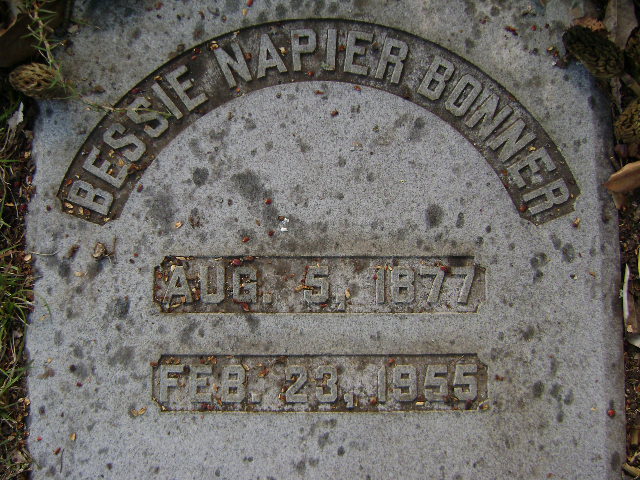 BESSIE NAPIER BONNER
AUG. 5, 1877
FEB. 23, 1955